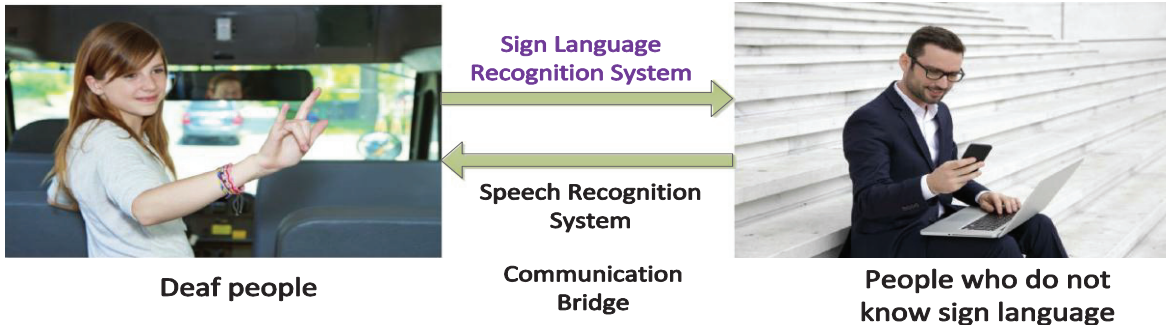 Sign Language
Recognition System
Speech Recognition
System
Communication
Bridge
Deaf people
People who do not
know sign language